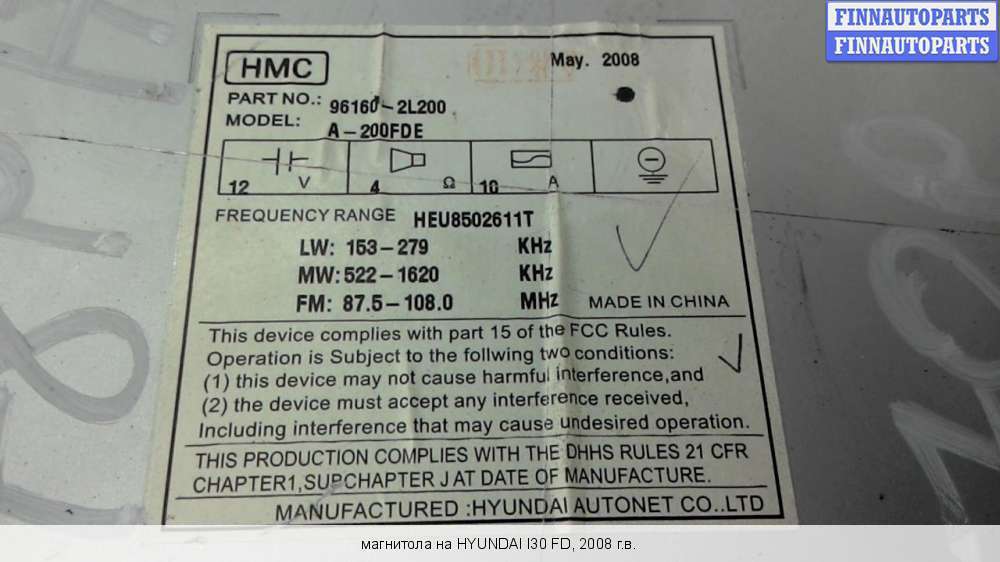 FINNAUTOPARTS
FINNAUTOPARTS
HMC
May. 2008
PART NO.: 96160-2L200
MODEL: A-200FDE
12 V 4 Ω 10 A
FREQUENCY RANGE HEU8502611T
LW: 153-279 KHz
MW: 522-1620 KHz
FM: 87.5-108.0 MHz MADE IN CHINA
This device complies with part 15 of the FCC Rules.
Operation is Subject to the follwing two conditions:
(1) this device may not cause harmful interference,and
(2) the device must accept any interference received,
Including interference that may cause undesired operation.
THIS PRODUCTION COMPLIES WITH THE DHHS RULES 21 CFR
CHAPTER1,SUPCHAPTER J AT DATE OF MANUFACTURE.
MANUFACTURED :HYUNDAI AUTONET CO..LTD
магнитола на HYUNDAI I30 FD, 2008 г.в.